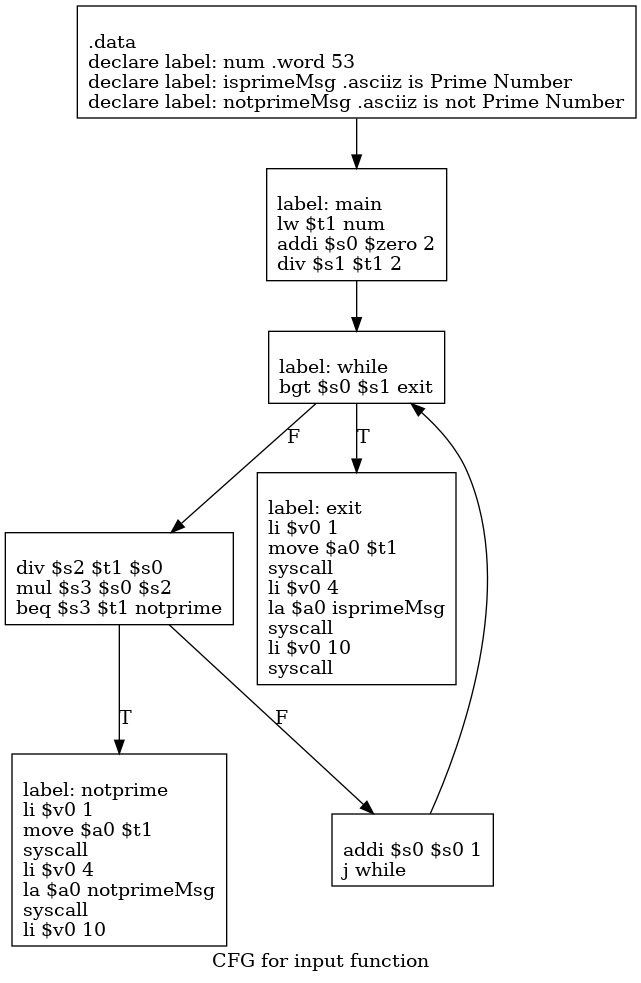 .data
declare label: num .word 53
declare label: isprimeMsg .asciiz is Prime Number
declare label: notprimeMsg .asciiz is not Prime Number
label: main
lw $t1 num
addi $s0 $zero 2
div $s1 $t1 2
label: while
bgt $s0 $s1 exit
F
T
label: exit
li $v0 1
move $a0 $t1
syscall
li $v0 4
la $a0 isprimeMsg
syscall
li $v0 10
syscall
div $s2 $t1 $s0
mul $s3 $s0 $s2
beq $s3 $t1 notprime
T
F
label: notprime
li $v0 1
move $a0 $t1
syscall
li $v0 4
la $a0 notprimeMsg
syscall
li $v0 10
addi $s0 $s0 1
j while
CFG for input function